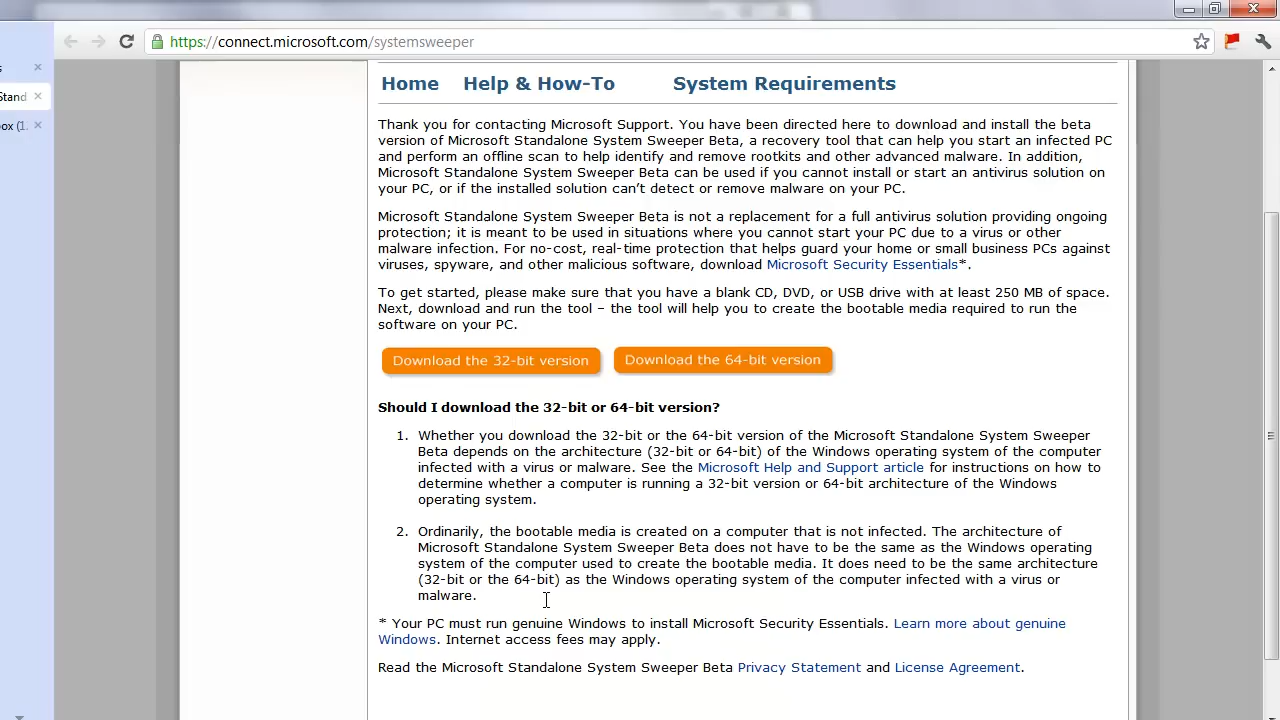 https://connect.microsoft.com/systemsweeper
Stand
ox (1.
Home Help & How-To System Requirements
Thank you for contacting Microsoft Support. You have been directed here to download and install the beta
version of Microsoft Standalone System Sweeper Beta, a recovery tool that can help you start an infected PC
and perform an offline scan to help identify and remove rootkits and other advanced malware. In addition,
Microsoft Standalone System Sweeper Beta can be used if you cannot install or start an antivirus solution on
your PC, or if the installed solution can’t detect or remove malware on your PC.
Microsoft Standalone System Sweeper Beta is not a replacement for a full antivirus solution providing ongoing
protection; it is meant to be used in situations where you cannot start your PC due to a virus or other
malware infection. For no-cost, real-time protection that helps guard your home or small business PCs against
viruses, spyware, and other malicious software, download Microsoft Security Essentials*.
To get started, please make sure that you have a blank CD, DVD, or USB drive with at least 250 MB of space.
Next, download and run the tool – the tool will help you to create the bootable media required to run the
software on your PC.
Download the 32-bit version Download the 64-bit version
Should I download the 32-bit or 64-bit version?
1. Whether you download the 32-bit or the 64-bit version of the Microsoft Standalone System Sweeper
Beta depends on the architecture (32-bit or 64-bit) of the Windows operating system of the computer
infected with a virus or malware. See the Microsoft Help and Support article for instructions on how to
determine whether a computer is running a 32-bit version or 64-bit architecture of the Windows
operating system.
2. Ordinarily, the bootable media is created on a computer that is not infected. The architecture of
Microsoft Standalone System Sweeper Beta does not have to be the same as the Windows operating
system of the computer used to create the bootable media. It does need to be the same architecture
(32-bit or the 64-bit) as the Windows operating system of the computer infected with a virus or
malware.
* Your PC must run genuine Windows to install Microsoft Security Essentials. Learn more about genuine
Windows. Internet access fees may apply.
Read the Microsoft Standalone System Sweeper Beta Privacy Statement and License Agreement.